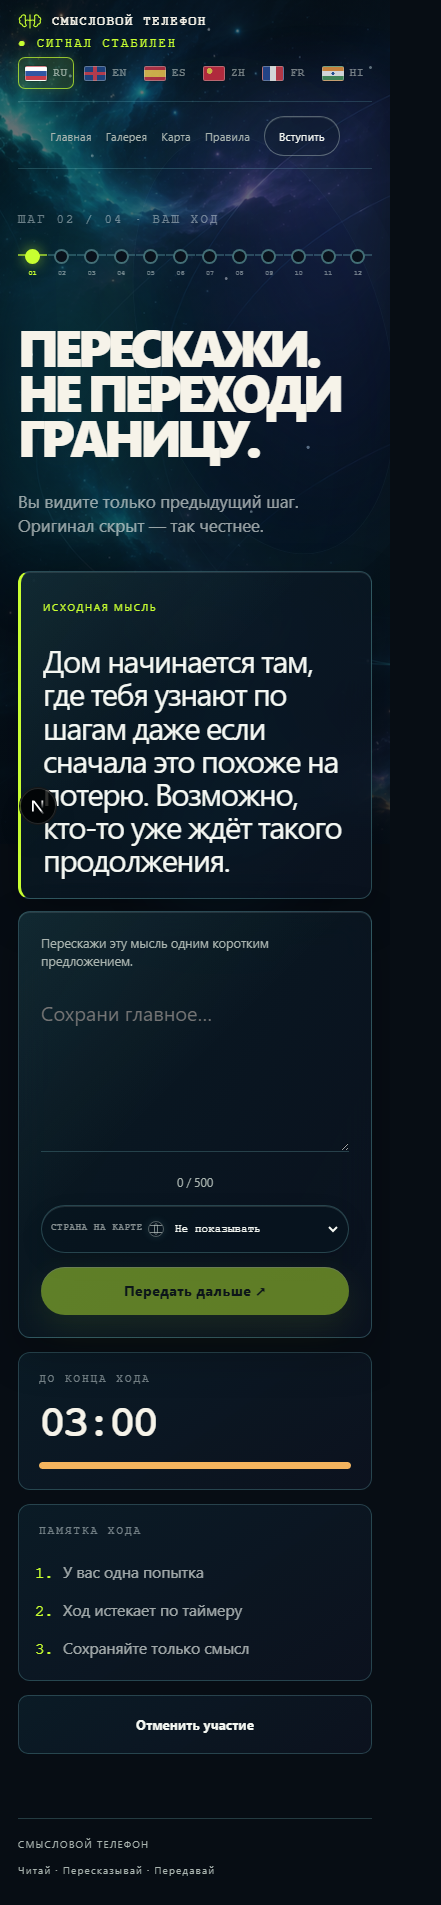 СМЫСЛОВОЙ ТЕЛЕФОН
● СИГНАЛ СТАБИЛЕН
RU EN ES ZH FR HI
Главная Галерея Карта Правила Вступить
ШАГ 02 / 04 · ВАШ ХОД
01 02 03 04 05 06 07 08 09 10 11 12
ПЕРЕСКАЖИ.
НЕ ПЕРЕХОДИ
ГРАНИЦУ.
Вы видите только предыдущий шаг.
Оригинал скрыт — так честнее.
ИСХОДНАЯ МЫСЛЬ
Дом начинается там,
где тебя узнают по
шагам даже если
сначала это похоже на
потерю. Возможно,
кто-то уже ждёт такого
продолжения.
N
Перескажи эту мысль одним коротким
предложением.
Сохрани главное...
0 / 500
СТРАНА НА КАРТЕ Не показывать
Передать дальше ↗
ДО КОНЦА ХОДА
03:00
ПАМЯТКА ХОДА
1. У вас одна попытка
2. Ход истекает по таймеру
3. Сохраняйте только смысл
Отменить участие
СМЫСЛОВОЙ ТЕЛЕФОН
Читай · Пересказывай · Передавай